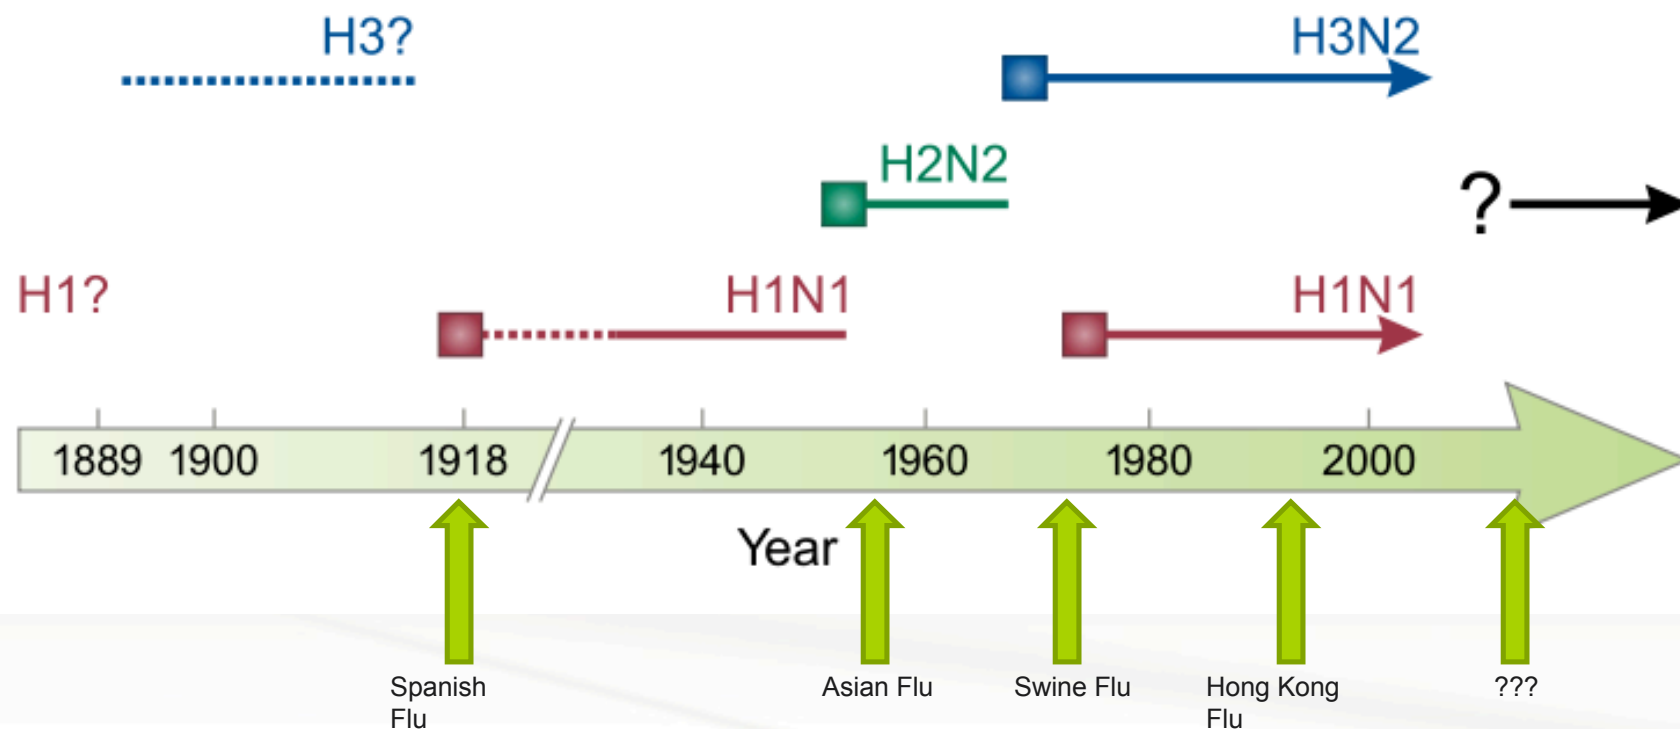 H3?
H3N2
H2N2
?
H1?
H1N1
H1N1
1889 1900 1918 1940 1960 1980 2000
Year
Spanish
Flu
Asian Flu
Swine Flu
Hong Kong
Flu
???